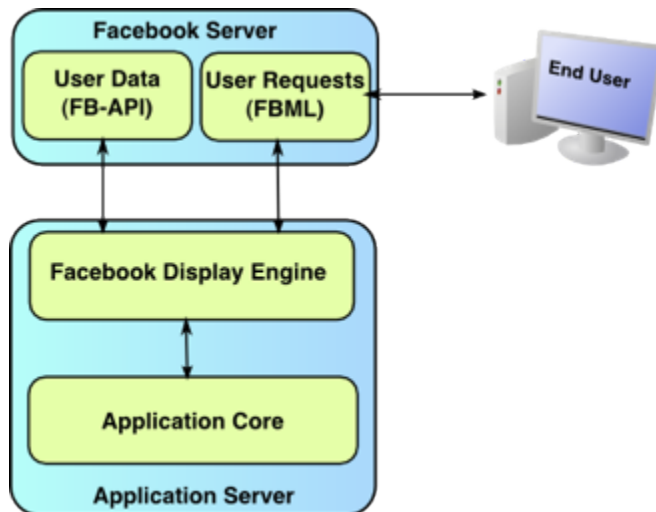 Facebook Server
User Data
(FB-API)
User Requests
(FBML)
End User
Facebook Display Engine
Application Core
Application Server